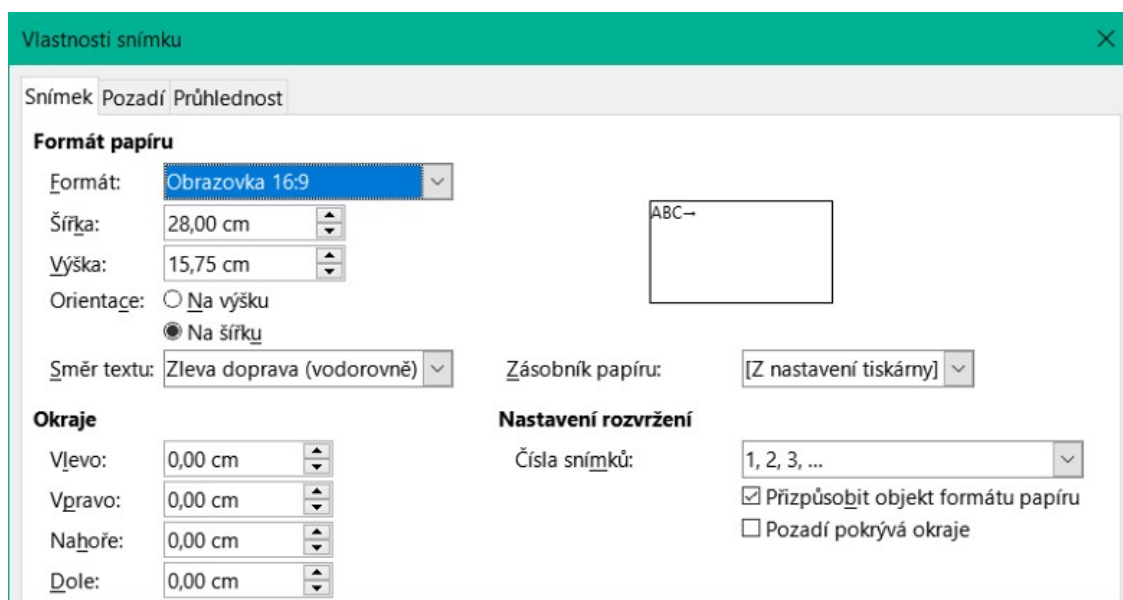 Vlastnosti snímku
Snímek Pozadí Průhlednost
Formát papíru
Formát: Obrazovka 16:9
Šířka: 28,00 cm
ABC→
Výška: 15,75 cm
Orientace: Na výšku
Na šířku
Směr textu: Zleva doprava (vodorovně) Zásobník papíru: [Z nastavení tiskárny]
Okraje Nastavení rozvržení
Vlevo: 0,00 cm Čísla snímků: 1, 2, 3, ...
Vpravo: 0,00 cm Přizpůsobit objekt formátu papíru
Nahoře: 0,00 cm Pozadí pokrývá okraje
Dole: 0,00 cm